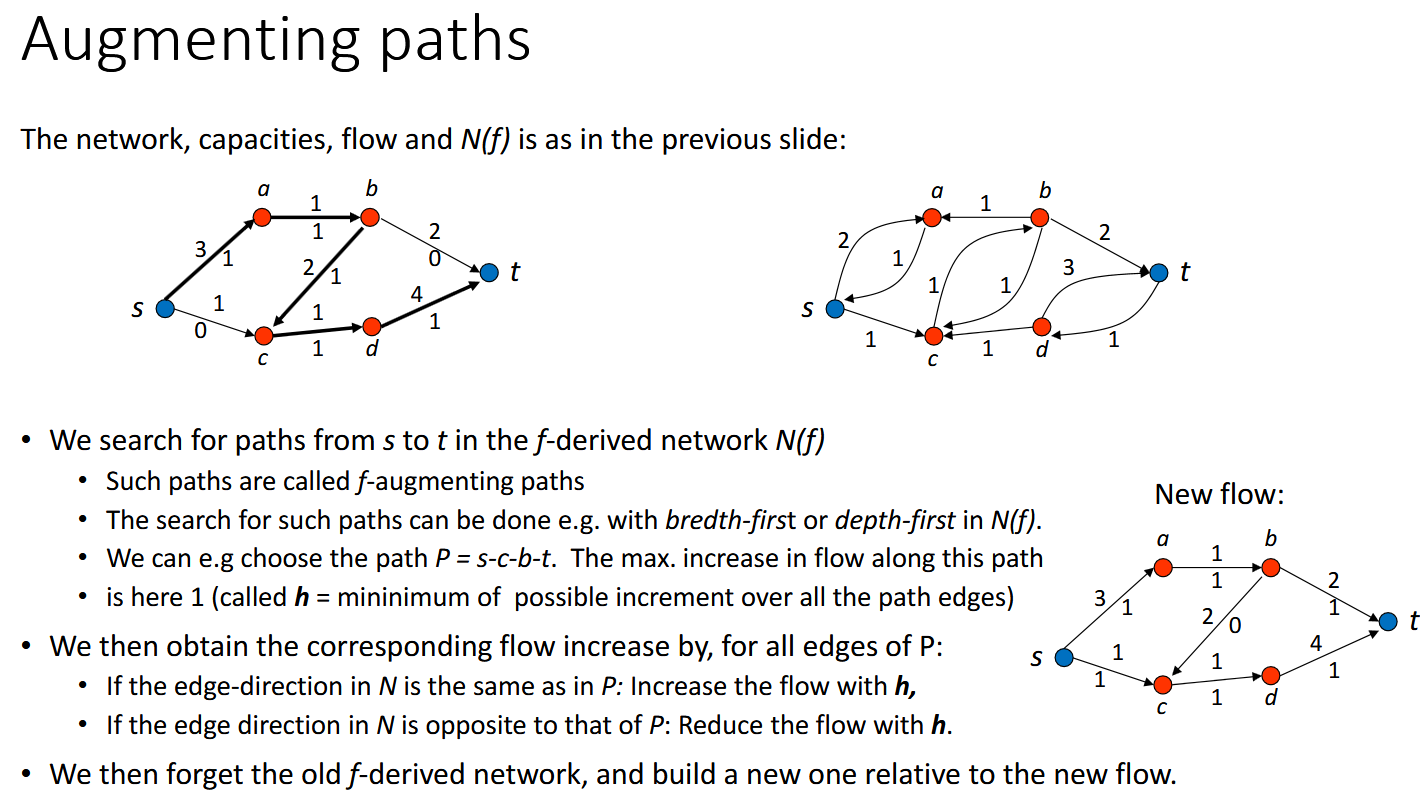 Augmenting paths
The network, capacities, flow and N(f) is as in the previous slide:
a
b
1
1
3
1
2
1
2
0
t
s
1
0
1
1
4
1
c
d
a
b
1
2
1
2
1
1
3
t
s
1
1
1
c
d
• We search for paths from s to t in the f-derived network N(f)
• Such paths are called f-augmenting paths
• The search for such paths can be done e.g. with bredth-first or depth-first in N(f).
• We can e.g choose the path P = s-c-b-t. The max. increase in flow along this path
• is here 1 (called h = mininimum of possible increment over all the path edges)
• We then obtain the corresponding flow increase by, for all edges of P:
• If the edge-direction in N is the same as in P: Increase the flow with h,
• If the edge direction in N is opposite to that of P: Reduce the flow with h.
• We then forget the old f-derived network, and build a new one relative to the new flow.
New flow:
a
b
1
1
3
1
2
0
2
1
t
s
1
1
1
1
4
1
c
d